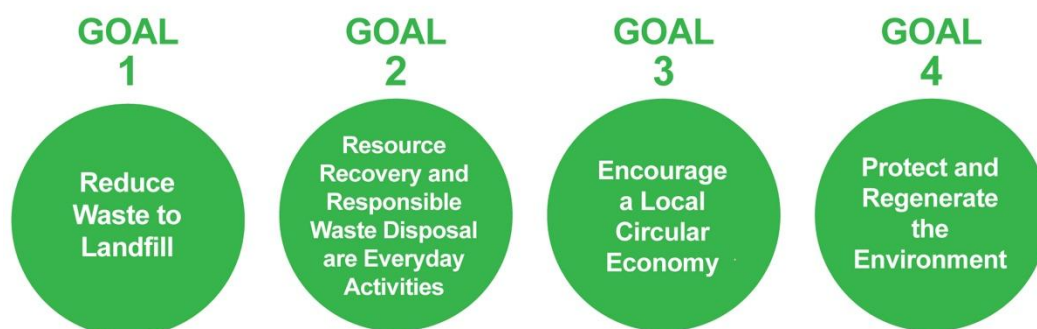 GOAL
1
Reduce
Waste to
Landfill
GOAL
2
Resource
Recovery and
Responsible
Waste Disposal
are Everyday
Activities
GOAL
3
Encourage
a Local
Circular
Economy
GOAL
4
Protect and
Regenerate
the
Environment